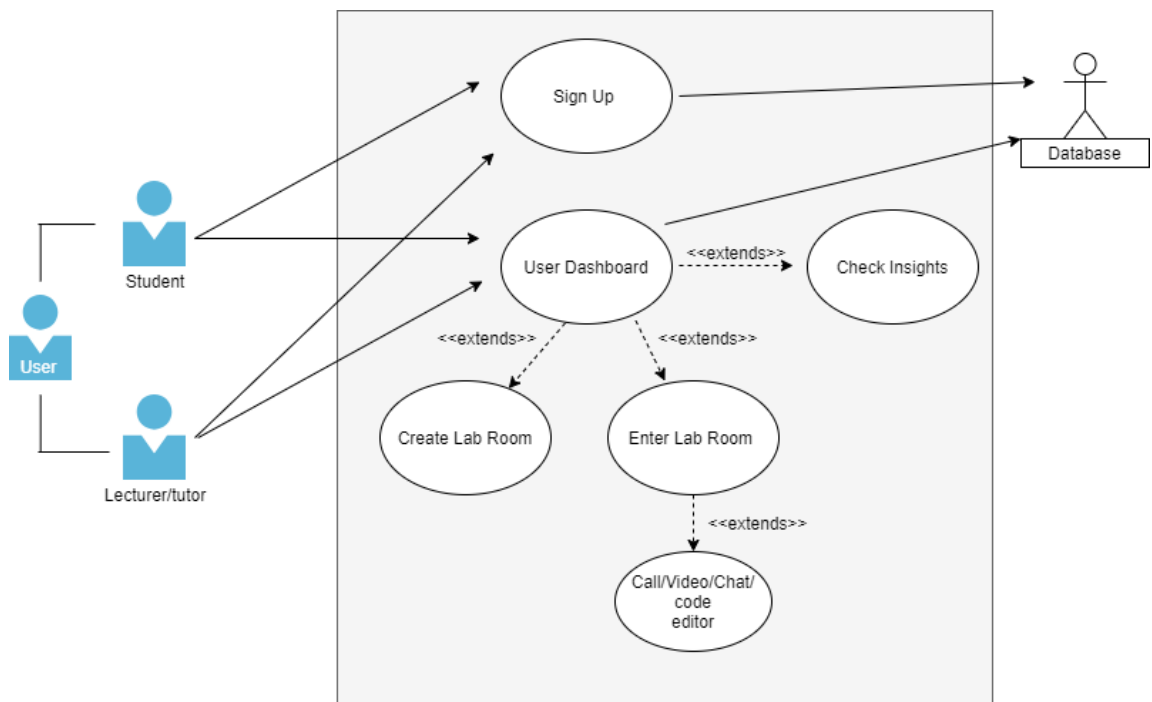 Sign Up
Database
Student
User Dashboard
<<extends>>
Check Insights
<<extends>>
<<extends>>
User
Create Lab Room
Enter Lab Room
Lecturer/tutor
<<extends>>
Call/Video/Chat/
code
editor